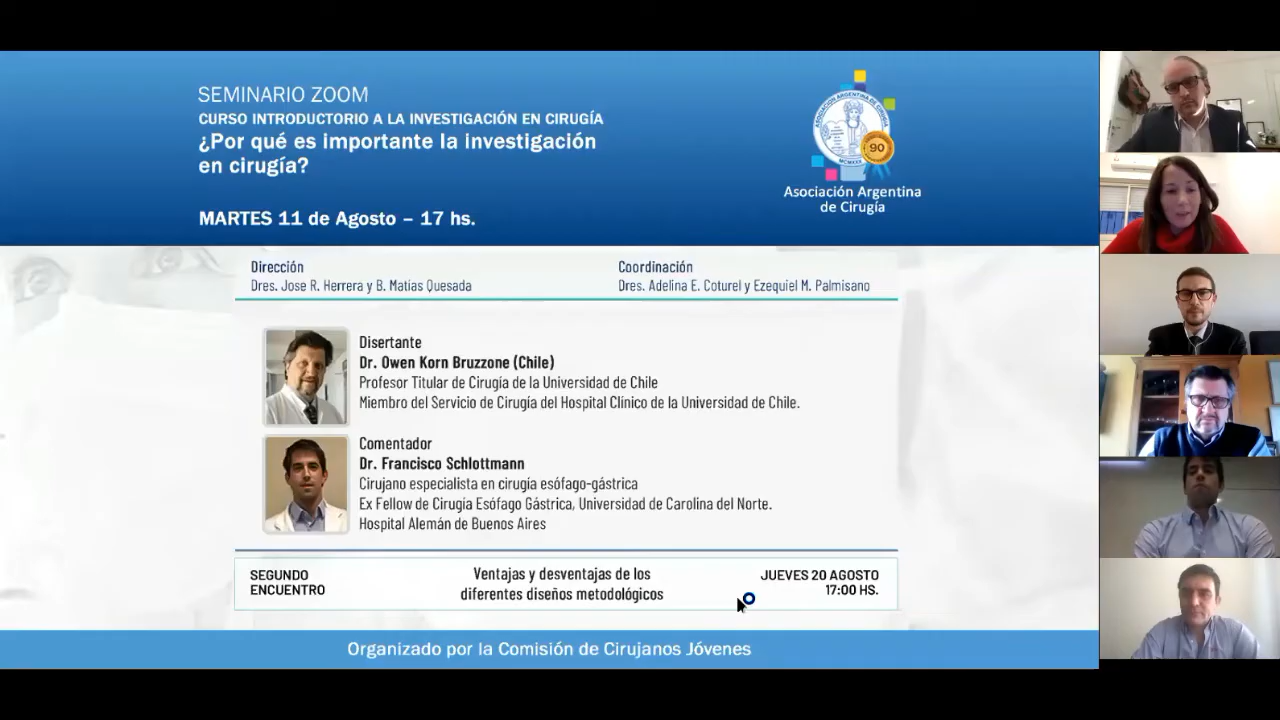 SEMINARIO ZOOM
CURSO INTRODUCTORIO A LA INVESTIGACIÓN EN CIRUGÍA
¿Por qué es importante la investigación
en cirugía?
MARTES 11 de Agosto – 17 hs.
ASOCIACIÓN ARGENTINA DE CIRUGÍA
90
MCMXXX
Asociación Argentina
de Cirugía
Dirección
Dres. Jose R. Herrera y B. Matías Quesada
Coordinación
Dres. Adelina E. Coturel y Ezequiel M. Palmisano
Disertante
Dr. Owen Korn Bruzzone (Chile)
Profesor Titular de Cirugía de la Universidad de Chile
Miembro del Servicio de Cirugía del Hospital Clínico de la Universidad de Chile.
Comentador
Dr. Francisco Schlottmann
Cirujano especialista en cirugía esófago-gástrica
Ex Fellow de Cirugía Esófago Gástrica, Universidad de Carolina del Norte.
Hospital Alemán de Buenos Aires
SEGUNDO
ENCUENTRO
Ventajas y desventajas de los
diferentes diseños metodológicos
JUEVES 20 AGOSTO
17:00 HS.
Organizado por la Comisión de Cirujanos Jóvenes